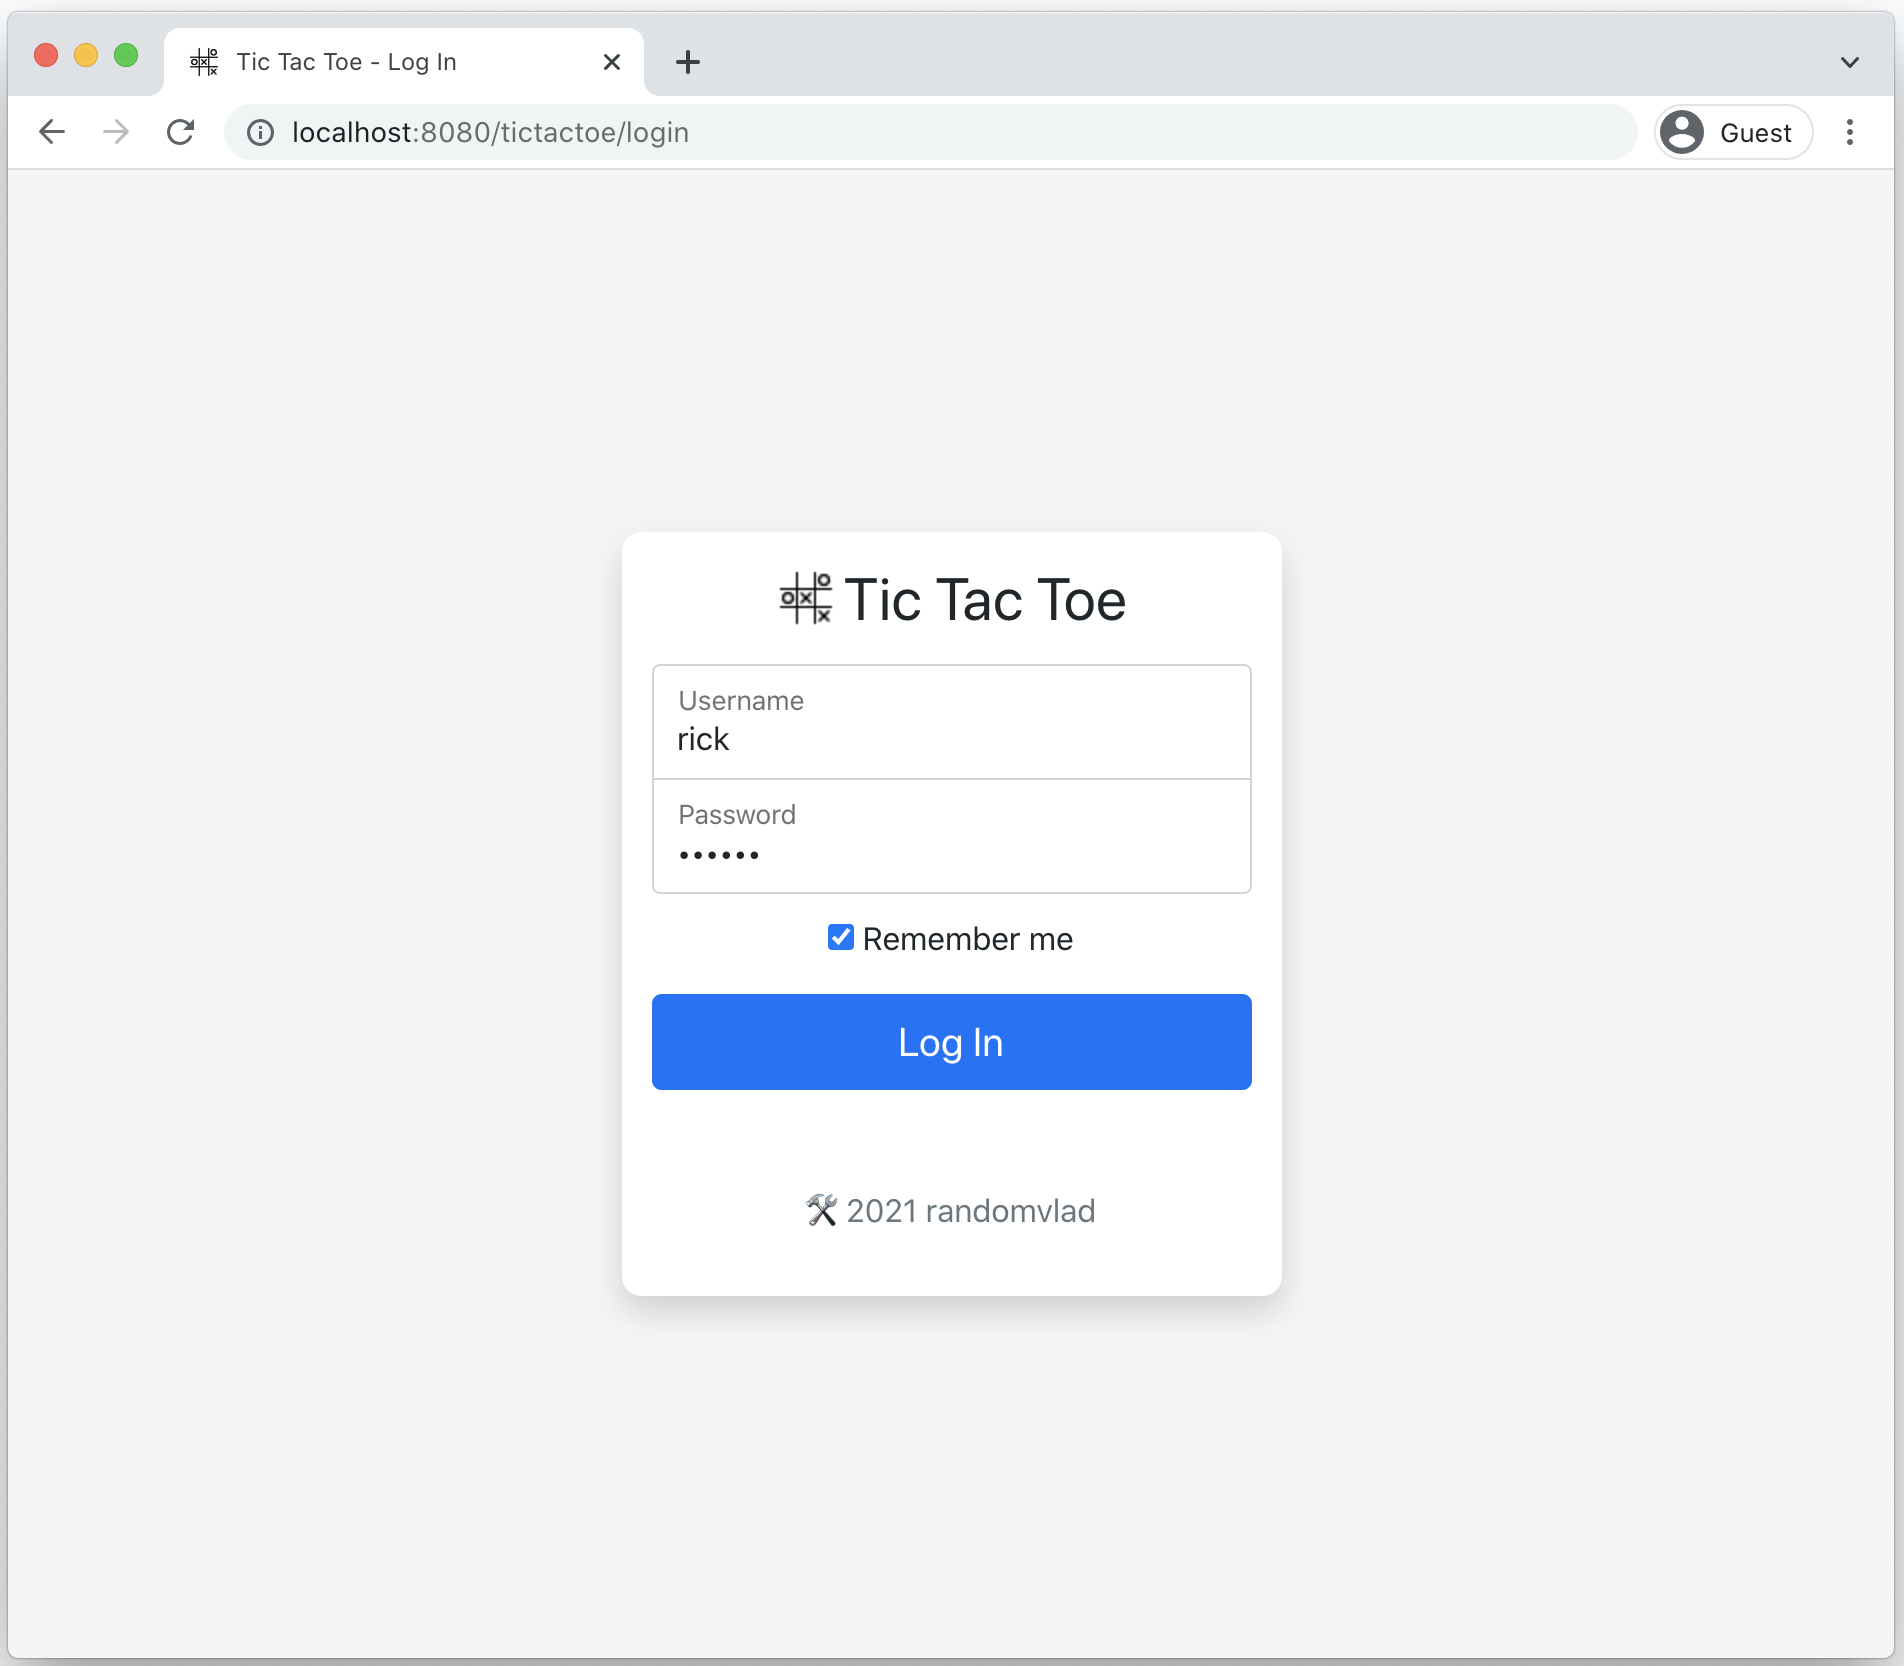 Tic Tac Toe - Log In
localhost:8080/tictactoe/login
Guest
Tic Tac Toe
Username
rick
Password
••••••
Remember me
Log In
🛠 2021 randomvlad